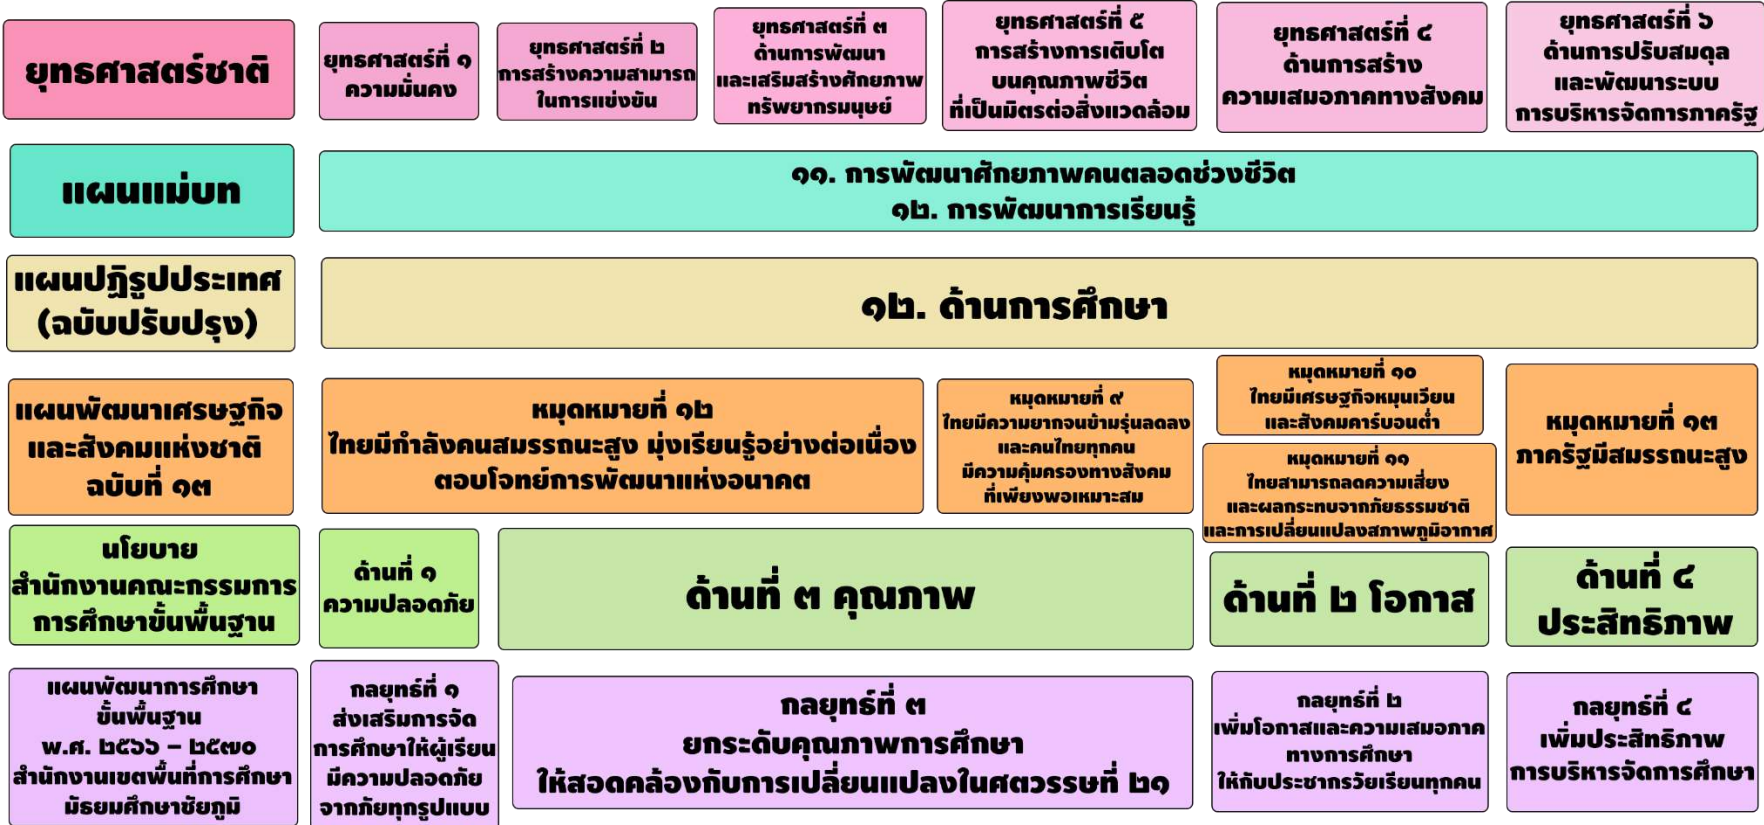 ยุทธศาสตร์ชาติ
ยุทธศาสตร์ที่ ๑
ความมั่นคง
ยุทธศาสตร์ที่ ๒
การสร้างความสามารถ
ในการแข่งขัน
ยุทธศาสตร์ที่ ๓
ด้านการพัฒนา
และเสริมสร้างศักยภาพ
ทรัพยากรมนุษย์
ยุทธศาสตร์ที่ ๕
การสร้างการเติบโต
บนคุณภาพชีวิต
ที่เป็นมิตรต่อสิ่งแวดล้อม
ยุทธศาสตร์ที่ ๔
ด้านการสร้าง
ความเสมอภาคทางสังคม
ยุทธศาสตร์ที่ ๖
ด้านการปรับสมดุล
และพัฒนาระบบ
การบริหารจัดการภาครัฐ
แผนแม่บท
๑๑. การพัฒนาศักยภาพคนตลอดช่วงชีวิต
๑๒. การพัฒนาการเรียนรู้
แผนปฏิรูปประเทศ
(ฉบับปรับปรุง)
๑๒. ด้านการศึกษา
แผนพัฒนาเศรษฐกิจ
และสังคมแห่งชาติ
ฉบับที่ ๑๓
หมุดหมายที่ ๑๒
ไทยมีกำลังคนสมรรถนะสูง มุ่งเรียนรู้อย่างต่อเนื่อง
ตอบโจทย์การพัฒนาแห่งอนาคต
หมุดหมายที่ ๙
ไทยมีความยากจนข้ามรุ่นลดลง
และคนไทยทุกคน
มีความคุ้มครองทางสังคม
ที่เพียงพอเหมาะสม
หมุดหมายที่ ๑๐
ไทยมีเศรษฐกิจหมุนเวียน
และสังคมคาร์บอนต่ำ
หมุดหมายที่ ๑๑
ไทยสามารถลดความเสี่ยง
และผลกระทบจากภัยธรรมชาติ
และการเปลี่ยนแปลงสภาพภูมิอากาศ
หมุดหมายที่ ๑๓
ภาครัฐมีสมรรถนะสูง
นโยบาย
สำนักงานคณะกรรมการ
การศึกษาขั้นพื้นฐาน
ด้านที่ ๑
ความปลอดภัย
ด้านที่ ๓ คุณภาพ
ด้านที่ ๒ โอกาส
ด้านที่ ๔
ประสิทธิภาพ
แผนพัฒนาการศึกษา
ขั้นพื้นฐาน
พ.ศ. ๒๕๖๖ – ๒๕๗๐
สำนักงานเขตพื้นที่การศึกษา
มัธยมศึกษาชัยภูมิ
กลยุทธ์ที่ ๑
ส่งเสริมการจัด
การศึกษาให้ผู้เรียน
มีความปลอดภัย
จากภัยทุกรูปแบบ
กลยุทธ์ที่ ๓
ยกระดับคุณภาพการศึกษา
ให้สอดคล้องกับการเปลี่ยนแปลงในศตวรรษที่ ๒๑
กลยุทธ์ที่ ๒
เพิ่มโอกาสและความเสมอภาค
ทางการศึกษา
ให้กับประชากรวัยเรียนทุกคน
กลยุทธ์ที่ ๔
เพิ่มประสิทธิภาพ
การบริหารจัดการศึกษา